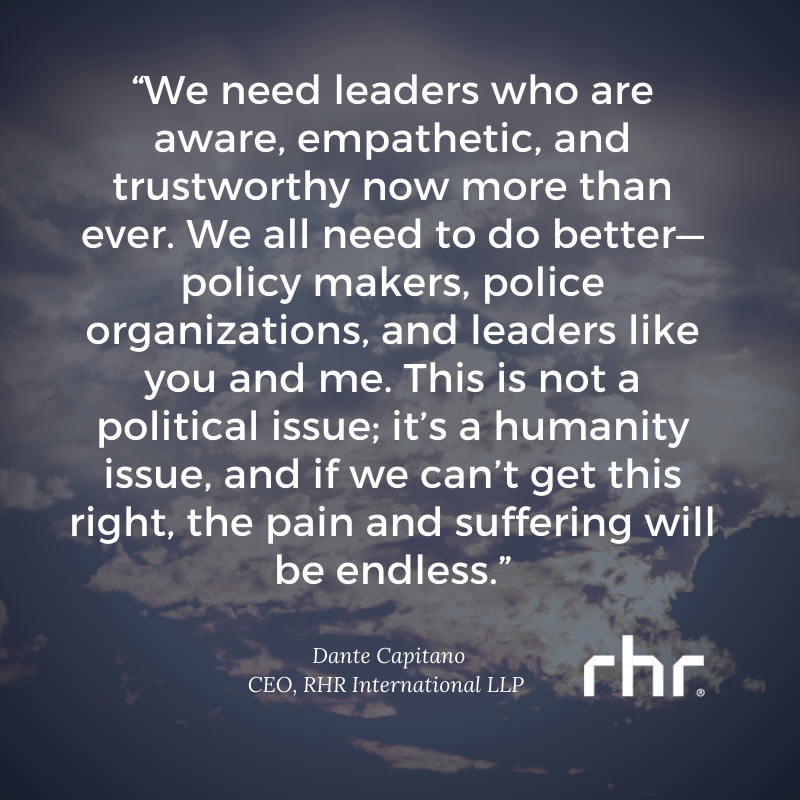 “We need leaders who are
aware, empathetic, and
trustworthy now more than
ever. We all need to do better—
policy makers, police
organizations, and leaders like
you and me. This is not a
political issue; it’s a humanity
issue, and if we can’t get this
right, the pain and suffering will
be endless.”
Dante Capitano
CEO, RHR International LLP
rhr®